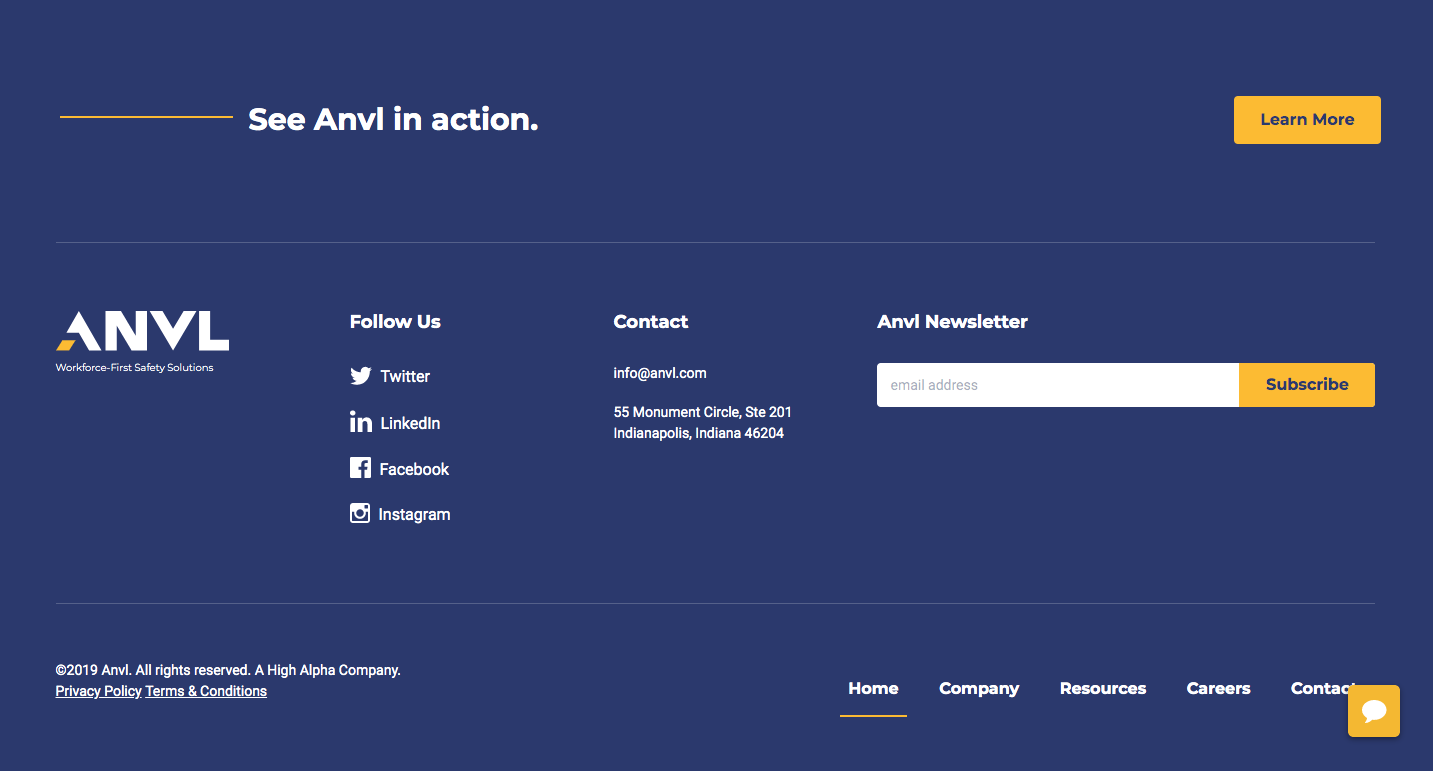 See Anvl in action.
Learn More
ANVL
Workforce-First Safety Solutions
Follow Us
Twitter
LinkedIn
Facebook
Instagram
Contact
info@anvl.com
55 Monument Circle, Ste 201
Indianapolis, Indiana 46204
Anvl Newsletter
email address
Subscribe
©2019 Anvl. All rights reserved. A High Alpha Company.
Privacy Policy Terms & Conditions
Home Company Resources Careers Contact